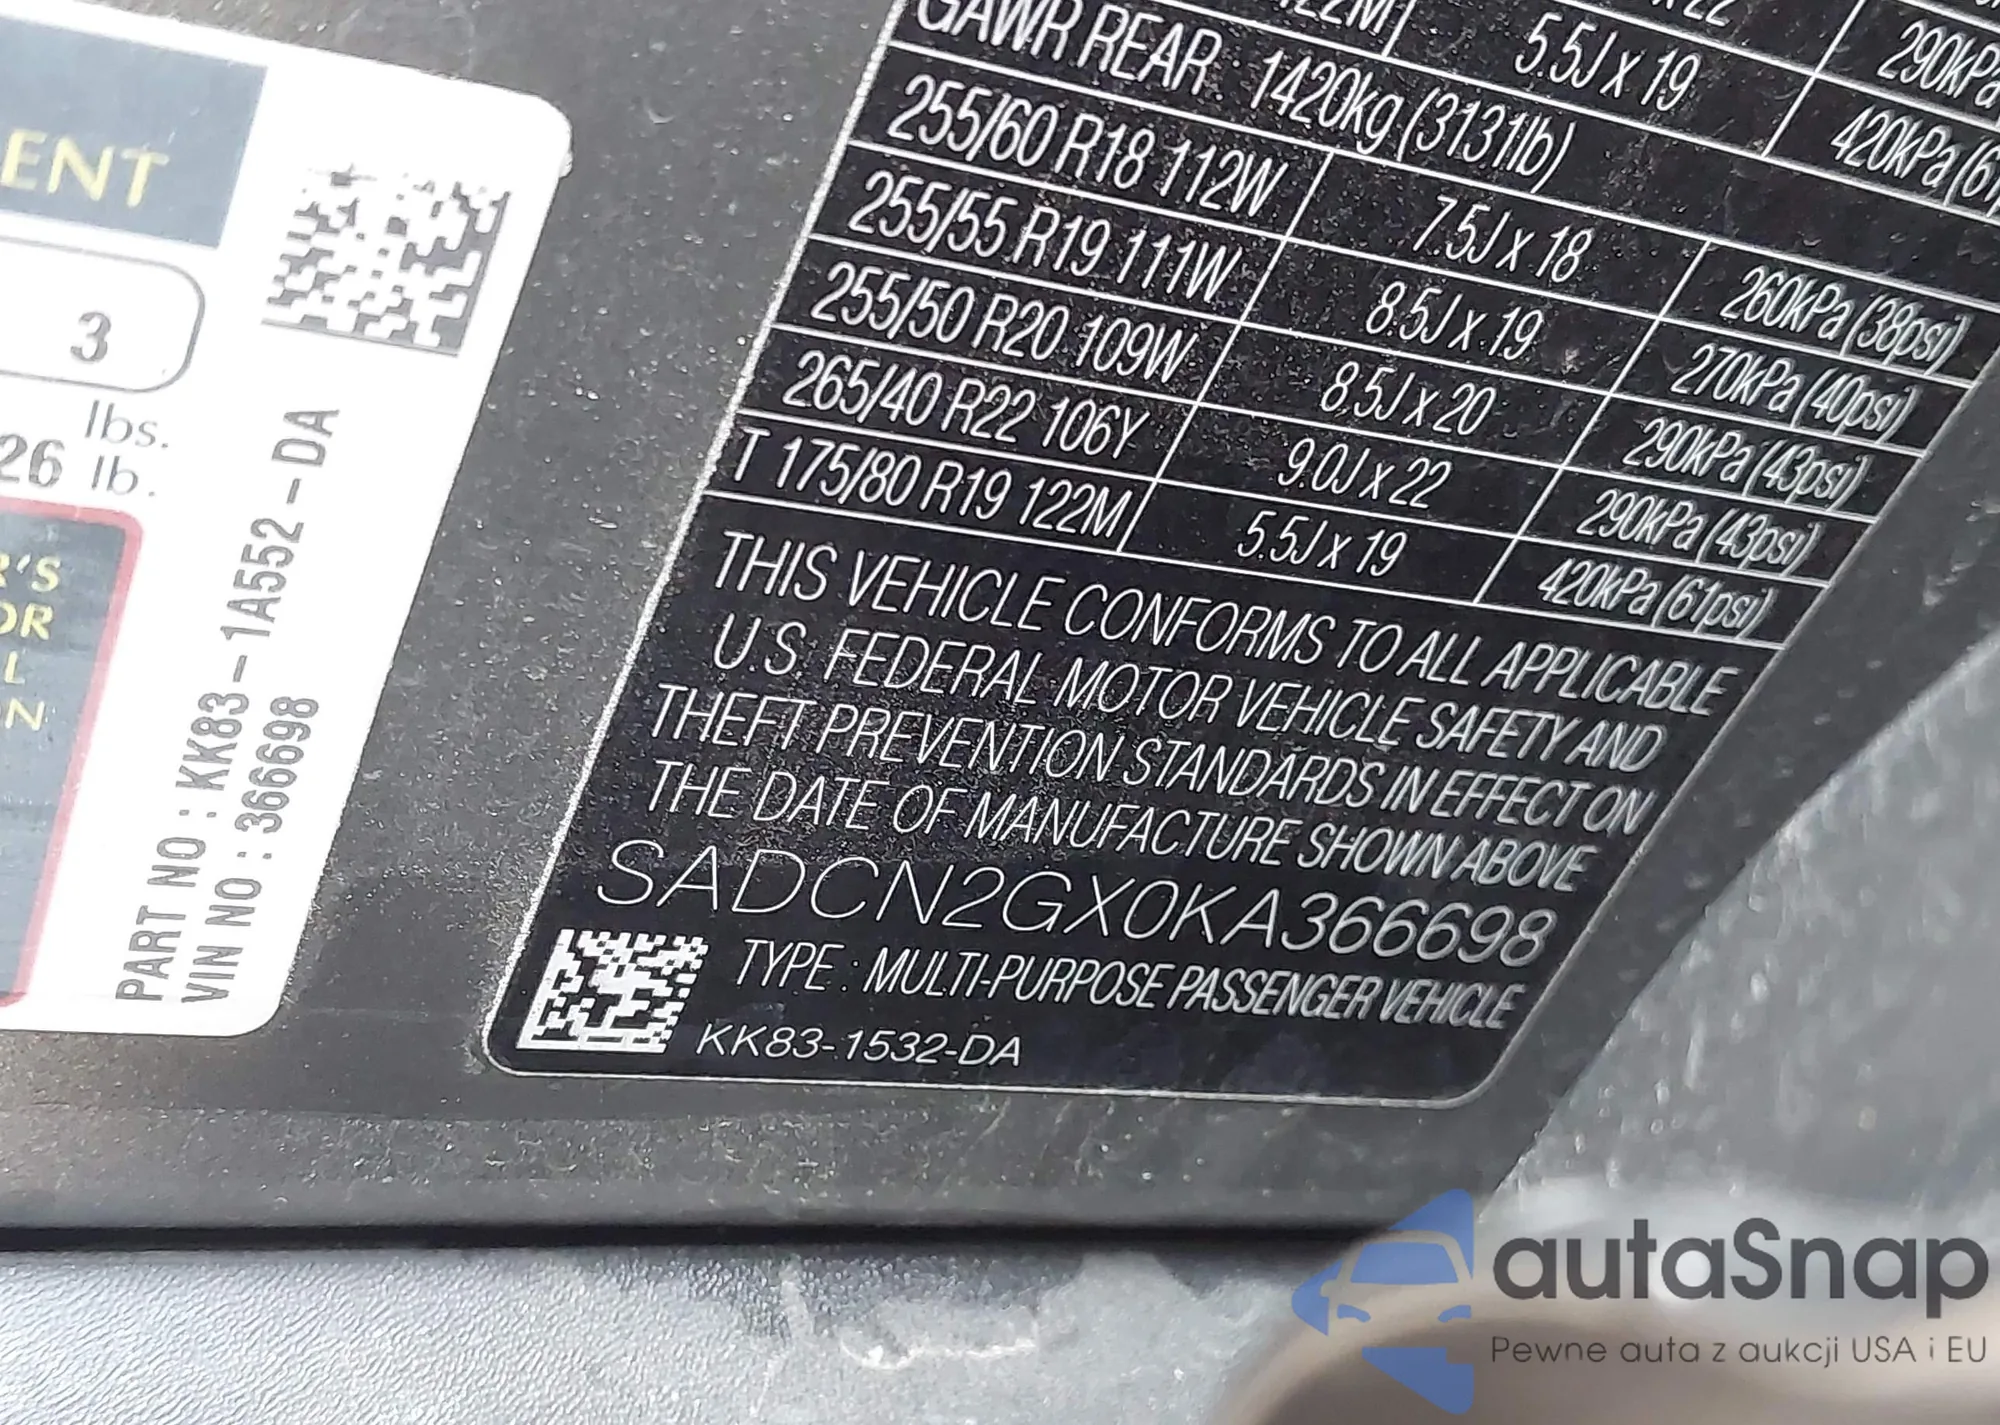 ENT
3
lbs.
26 lb.
R'S
OR
L
ON
PART NO : KK83-1A552-DA
VIN NO : 366698
122M 5.5J x 19 420kPa (61
x 22 290kPa
GAWR REAR : 1420kg (3131lb)
255/60 R18 112W 7.5J x 18 260kPa (38psi)
255/55 R19 111W 8.5J x 19 270kPa (40psi)
255/50 R20 109W 8.5J x 20 290kPa (43psi)
265/40 R22 106Y 9.0J x 22 290kPa (43psi)
T 175/80 R19 122M 5.5J x 19 420kPa (61psi)
THIS VEHICLE CONFORMS TO ALL APPLICABLE
U.S. FEDERAL MOTOR VEHICLE SAFETY AND
THEFT PREVENTION STANDARDS IN EFFECT ON
THE DATE OF MANUFACTURE SHOWN ABOVE
SADCN2GX0KA366698
TYPE : MULTI-PURPOSE PASSENGER VEHICLE
KK83-1532-DA
autaSnap
Pewne auta z aukcji USA i EU